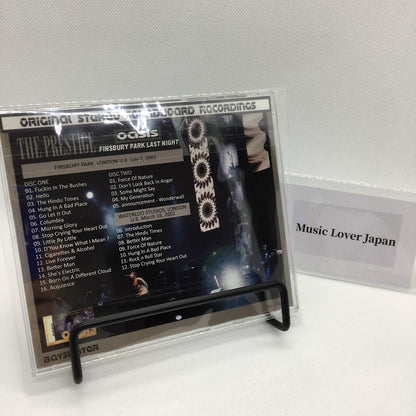 ORIGINAL STEREO SOUNDBOARD RECORDINGS
THE PRESTIGE
oasis
FINSBURY PARK LAST NIGHT
FINSBURY PARK, LONDON U.K. July 7, 2002
DISC ONE
01. Fuckin In The Bushes
02. Hello
03. The Hindu Times
04. Hung In A Bad Place
05. Go Let It Out
06. Columbia
07. Morning Glory
08. Stop Crying Your Heart Out
09. Little By Little
10. D'You Know What I Mean ?
11. Cigarettes & Alcohol
12. Live Forever
13. Better Man
14. She's Electric
15. Born On A Different Cloud
16. Acquiesce
DISC TWO
01. Force Of Nature
02. Don't Look Back In Anger
03. Some Might Say
04. My Generation
05. announcement - Wonderwall
WATERLOO STUDIOS, LONDON
U.K. March 16, 2002
06. introduction
07. The Hindu Times
08. Better Man
09. Force Of Nature
10. Hung In A Bad Place
11. Rock n Roll Star
12. Stop Crying Your Heart Out
Music Lover Japan